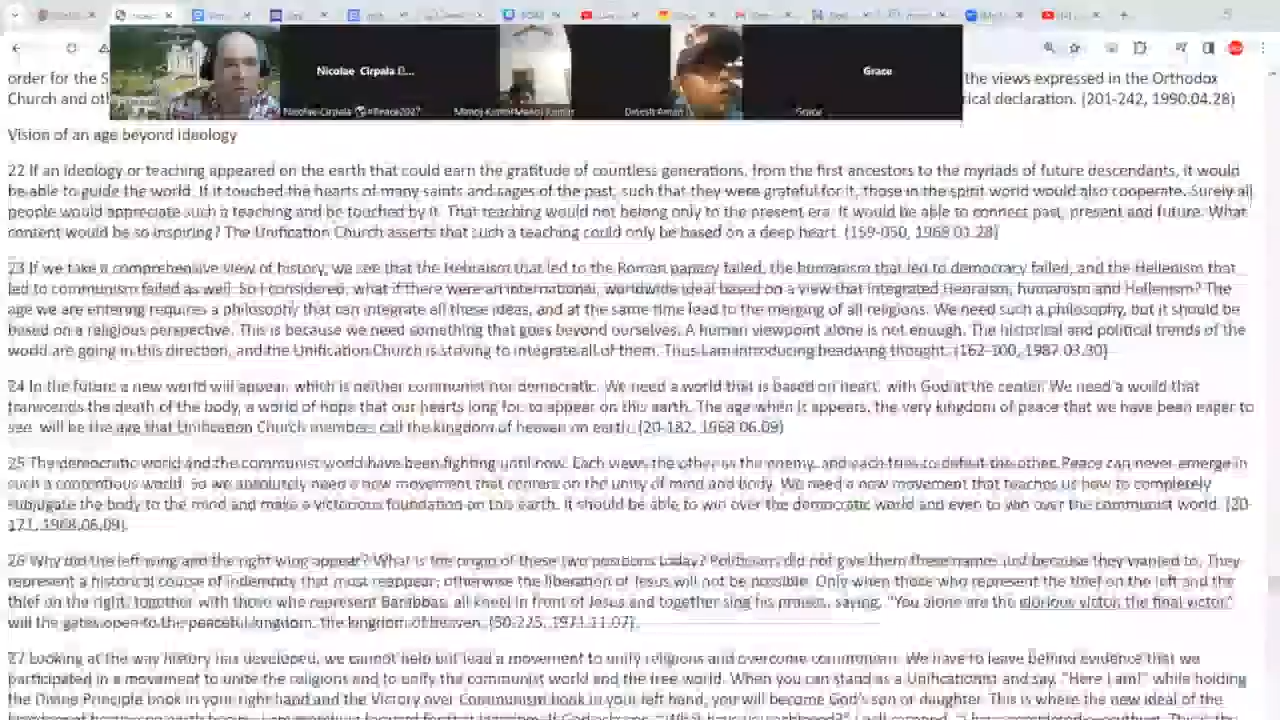 Nicolae Cirpala
Nicolae Cirpala
#Peace2027
Manoj Kumar Manoj Kumar
Dinesh
Grace
Grace
order for the S
the views expressed in the Orthodox
Church and oth
rical declaration. (201-242, 1990.04.28)
Vision of an age beyond ideology
22 If an ideology or teaching appeared on the earth that could earn the gratitude of countless generations, from the first ancestors to the myriads of future descendants, it would
be able to guide the world. If it touched the hearts of many saints and sages of the past, such that they were grateful for it, those in the spirit world would also cooperate. Surely all
people would appreciate such a teaching and be touched by it. That teaching would not belong only to the present era. It would be able to connect past, present and future. What
content would be so inspiring? The Unification Church asserts that such a teaching could only be based on a deep heart. (159-050, 1968.01.28)
23 If we take a comprehensive view of history, we see that the Hebraism that led to the Roman papacy failed, the humanism that led to democracy failed, and the Hellenism that
led to communism failed as well. So I considered, what if there were an international, worldwide ideal based on a view that integrated Hebraism, humanism and Hellenism? The
age we are entering requires a philosophy that can integrate all these ideas, and at the same time lead to the merging of all religions. We need such a philosophy, but it should be
based on a religious perspective. This is because we need something that goes beyond ourselves. A human viewpoint alone is not enough. The historical and political trends of the
world are going in this direction, and the Unification Church is striving to integrate all of them. Thus I am introducing headwing thought. (162-100, 1987.03.30)
24 In the future a new world will appear, which is neither communist nor democratic. We need a world that is based on heart, with God at the center. We need a world that
transcends the death of the body, a world of hope that our hearts long for, to appear on this earth. The age when it appears, the very kingdom of peace that we have been eager to
see, will be the age that Unification Church members call the kingdom of heaven on earth. (20-182, 1968.06.09)
25 The democratic world and the communist world have been fighting until now. Each views the other as the enemy, and each tries to defeat the other. Peace can never emerge in
such a contentious world. So we absolutely need a new movement that centers on the unity of mind and body. We need a new movement that teaches us how to completely
subjugate the body to the mind and make a victorious foundation on this earth. It should be able to win over the democratic world and even to win over the communist world. (20-
171, 1968.06.09)
26 Why did the left wing and the right wing appear? What is the origin of these two positions today? Politicians did not give them these names just because they wanted to. They
represent a historical course of indemnity that must reappear; otherwise the liberation of Jesus will not be possible. Only when those who represent the thief on the left and the
thief on the right, together with those who represent Barabbas, all kneel in front of Jesus and together sing his praises, saying, "You alone are the glorious victor, the final victor"
will the gates open to the peaceful kingdom, the kingdom of heaven. (50-225, 1971.11.07)
27 Looking at the way history has developed, we cannot help but lead a movement to unify religions and overcome communism. We have to leave behind evidence that we
participated in a movement to unite the religions and to unify the communist world and the free world. When you can stand as a Unificationist and say, "Here I am!" while holding
the Divine Principle book in your right hand and the Victory over Communism book in your left hand, you will become God's son or daughter. This is where the new ideal of the